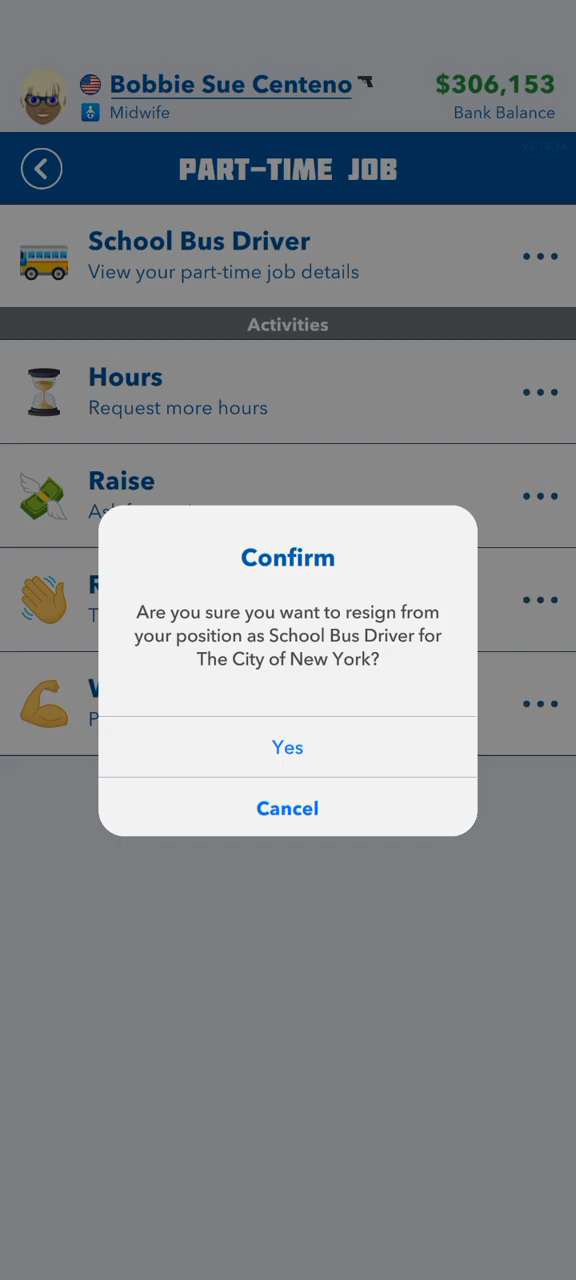 Bobbie Sue Centeno
$306,153
Midwife
Bank Balance
PART-TIME JOB
School Bus Driver
View your part-time job details
Activities
Hours
Request more hours
Raise
Confirm
Are you sure you want to resign from
your position as School Bus Driver for
The City of New York?
Yes
Cancel